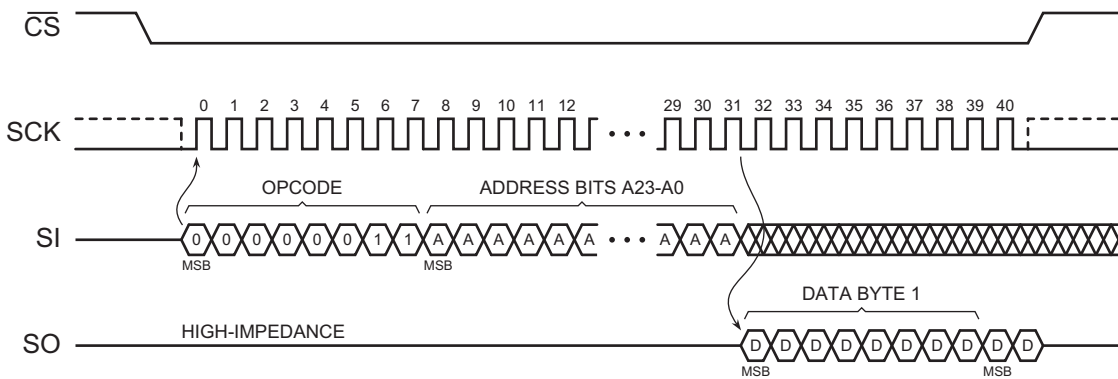 CS
SCK
0 1 2 3 4 5 6 7 8 9 10 11 12 29 30 31 32 33 34 35 36 37 38 39 40
OPCODE
ADDRESS BITS A23-A0
SI
0 0 0 0 0 0 1 1 A A A A A A A A A
MSB MSB
DATA BYTE 1
SO
HIGH-IMPEDANCE
D D D D D D D D D D
MSB MSB